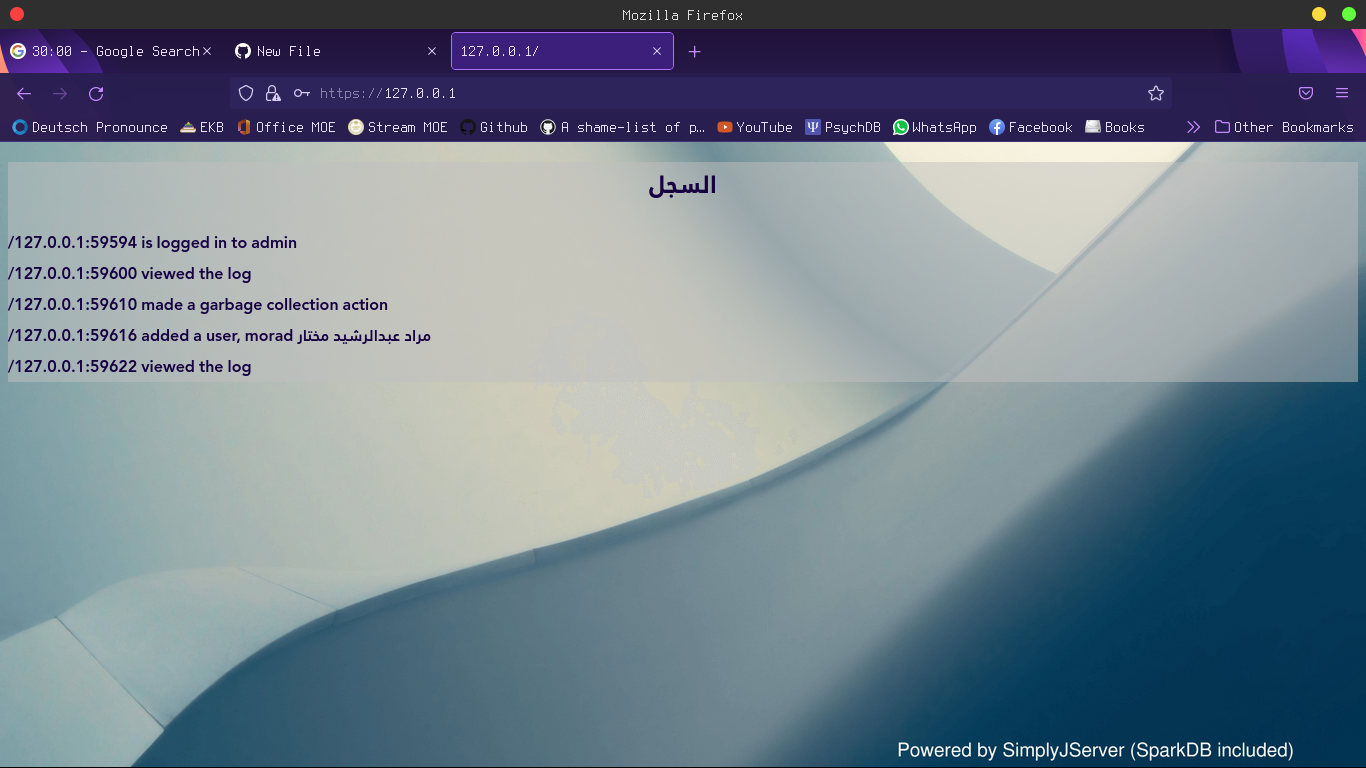 Mozilla Firefox
30:00 – Google Search
New File
127.0.0.1/
https://127.0.0.1
Deutsch Pronounce
EKB
Office MOE
Stream MOE
Github
A shame-list of p…
YouTube
PsychDB
WhatsApp
Facebook
Books
Other Bookmarks
السجل
/127.0.0.1:59594 is logged in to admin
/127.0.0.1:59600 viewed the log
/127.0.0.1:59610 made a garbage collection action
/127.0.0.1:59616 added a user, morad مراد عبدالرشيد مختار
/127.0.0.1:59622 viewed the log
Powered by SimplyJServer (SparkDB included)